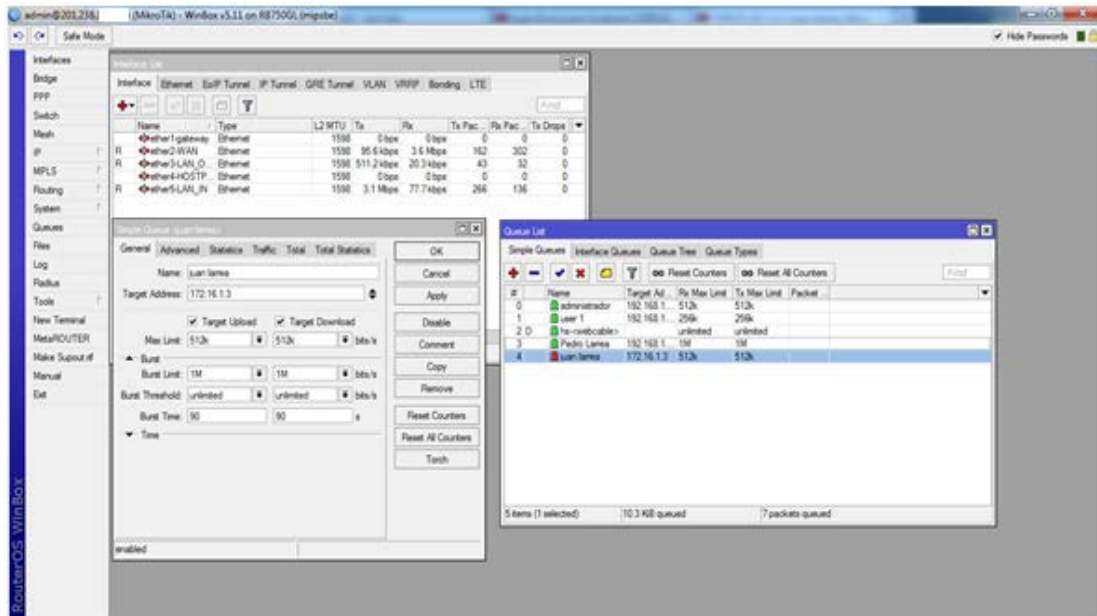 admin@201.238.1 (MikroTik) - WinBox v5.11 on RB750GL (mipsbe)
Safe Mode
Hide Passwords
Interfaces
Bridge
PPP
Switch
Mesh
IP
MPLS
Routing
System
Queues
Files
Log
Radius
Tools
New Terminal
MetaROUTER
Make Supout.rif
Manual
Exit
RouterOS WinBox
Interface List
Interface Ethernet EoIP Tunnel IP Tunnel GRE Tunnel VLAN VRRP Bonding LTE
Find
Name Type L2 MTU Tx Rx Tx Pac... Rx Pac... Tx Drops
ether1-gateway Ethernet 1598 0 bps 0 bps 0 0 0
R ether2-WAN Ethernet 1598 95.6 kbps 3.6 Mbps 162 302 0
R ether3-LAN_O... Ethernet 1598 511.2 kbps 20.3 kbps 43 32 0
ether4-HOSTP... Ethernet 1598 0 bps 0 bps 0 0 0
R ether5-LAN_IN Ethernet 1598 3.1 Mbps 77.7 kbps 266 136 0
Simple Queue <juan larrea>
General Advanced Statistics Traffic Total Total Statistics
Name: juan larrea
Target Address: 172.16.1.3
Target Upload Target Download
Max Limit: 512k 512k bits/s
Burst
Burst Limit: 1M 1M bits/s
Burst Threshold: unlimited unlimited bits/s
Burst Time: 90 90 s
Time
OK
Cancel
Apply
Disable
Comment
Copy
Remove
Reset Counters
Reset All Counters
Torch
enabled
Queue List
Simple Queues Interface Queues Queue Tree Queue Types
Reset Counters Reset All Counters Find
# Name Target Ad... Rx Max Limit Tx Max Limit Packet ...
0 administrador 192.168.1... 512k 512k
1 user 1 192.168.1... 256k 256k
2 D hs-<webcable> unlimited unlimited
3 Pedro Larrea 192.168.1... 1M 1M
4 juan larrea 172.16.1.3 512k 512k
5 items (1 selected) 10.3 KiB queued 7 packets queued